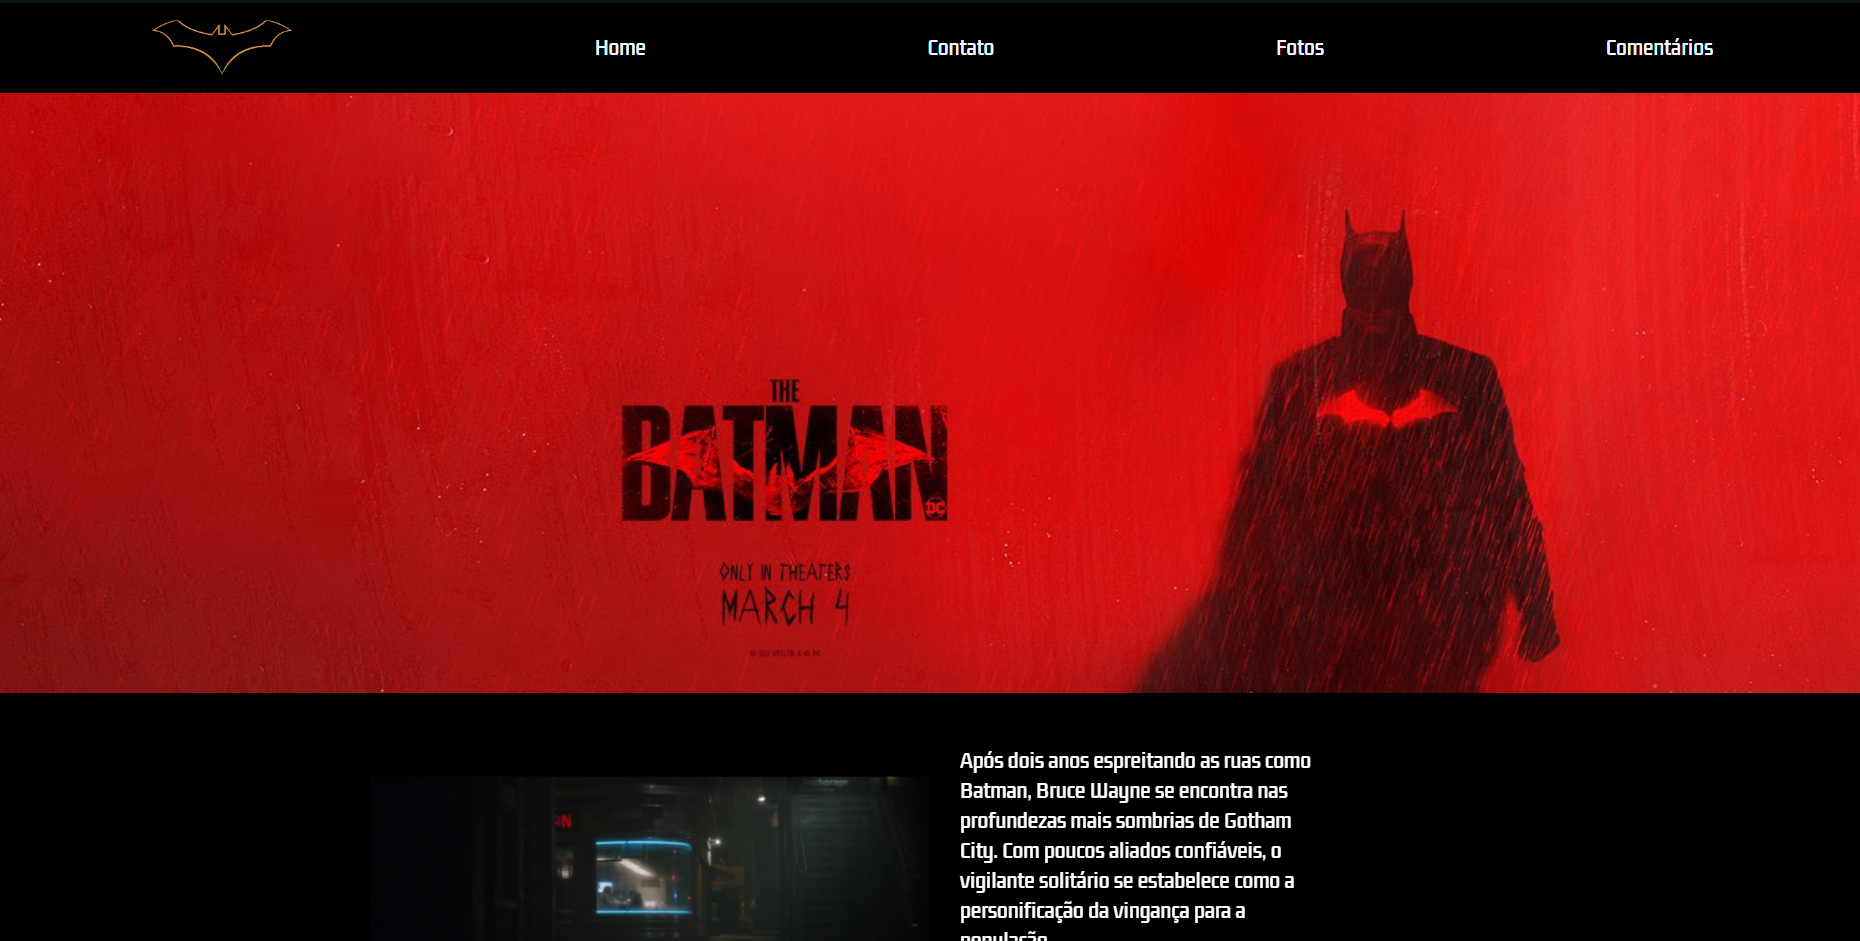 Home
Contato
Fotos
Comentários
THE
BATMAN
DC
ONLY IN THEATERS
MARCH 4
Após dois anos espreitando as ruas como
Batman, Bruce Wayne se encontra nas
profundezas mais sombrias de Gotham
City. Com poucos aliados confiáveis, o
vigilante solitário se estabelece como a
personificação da vingança para a
população.